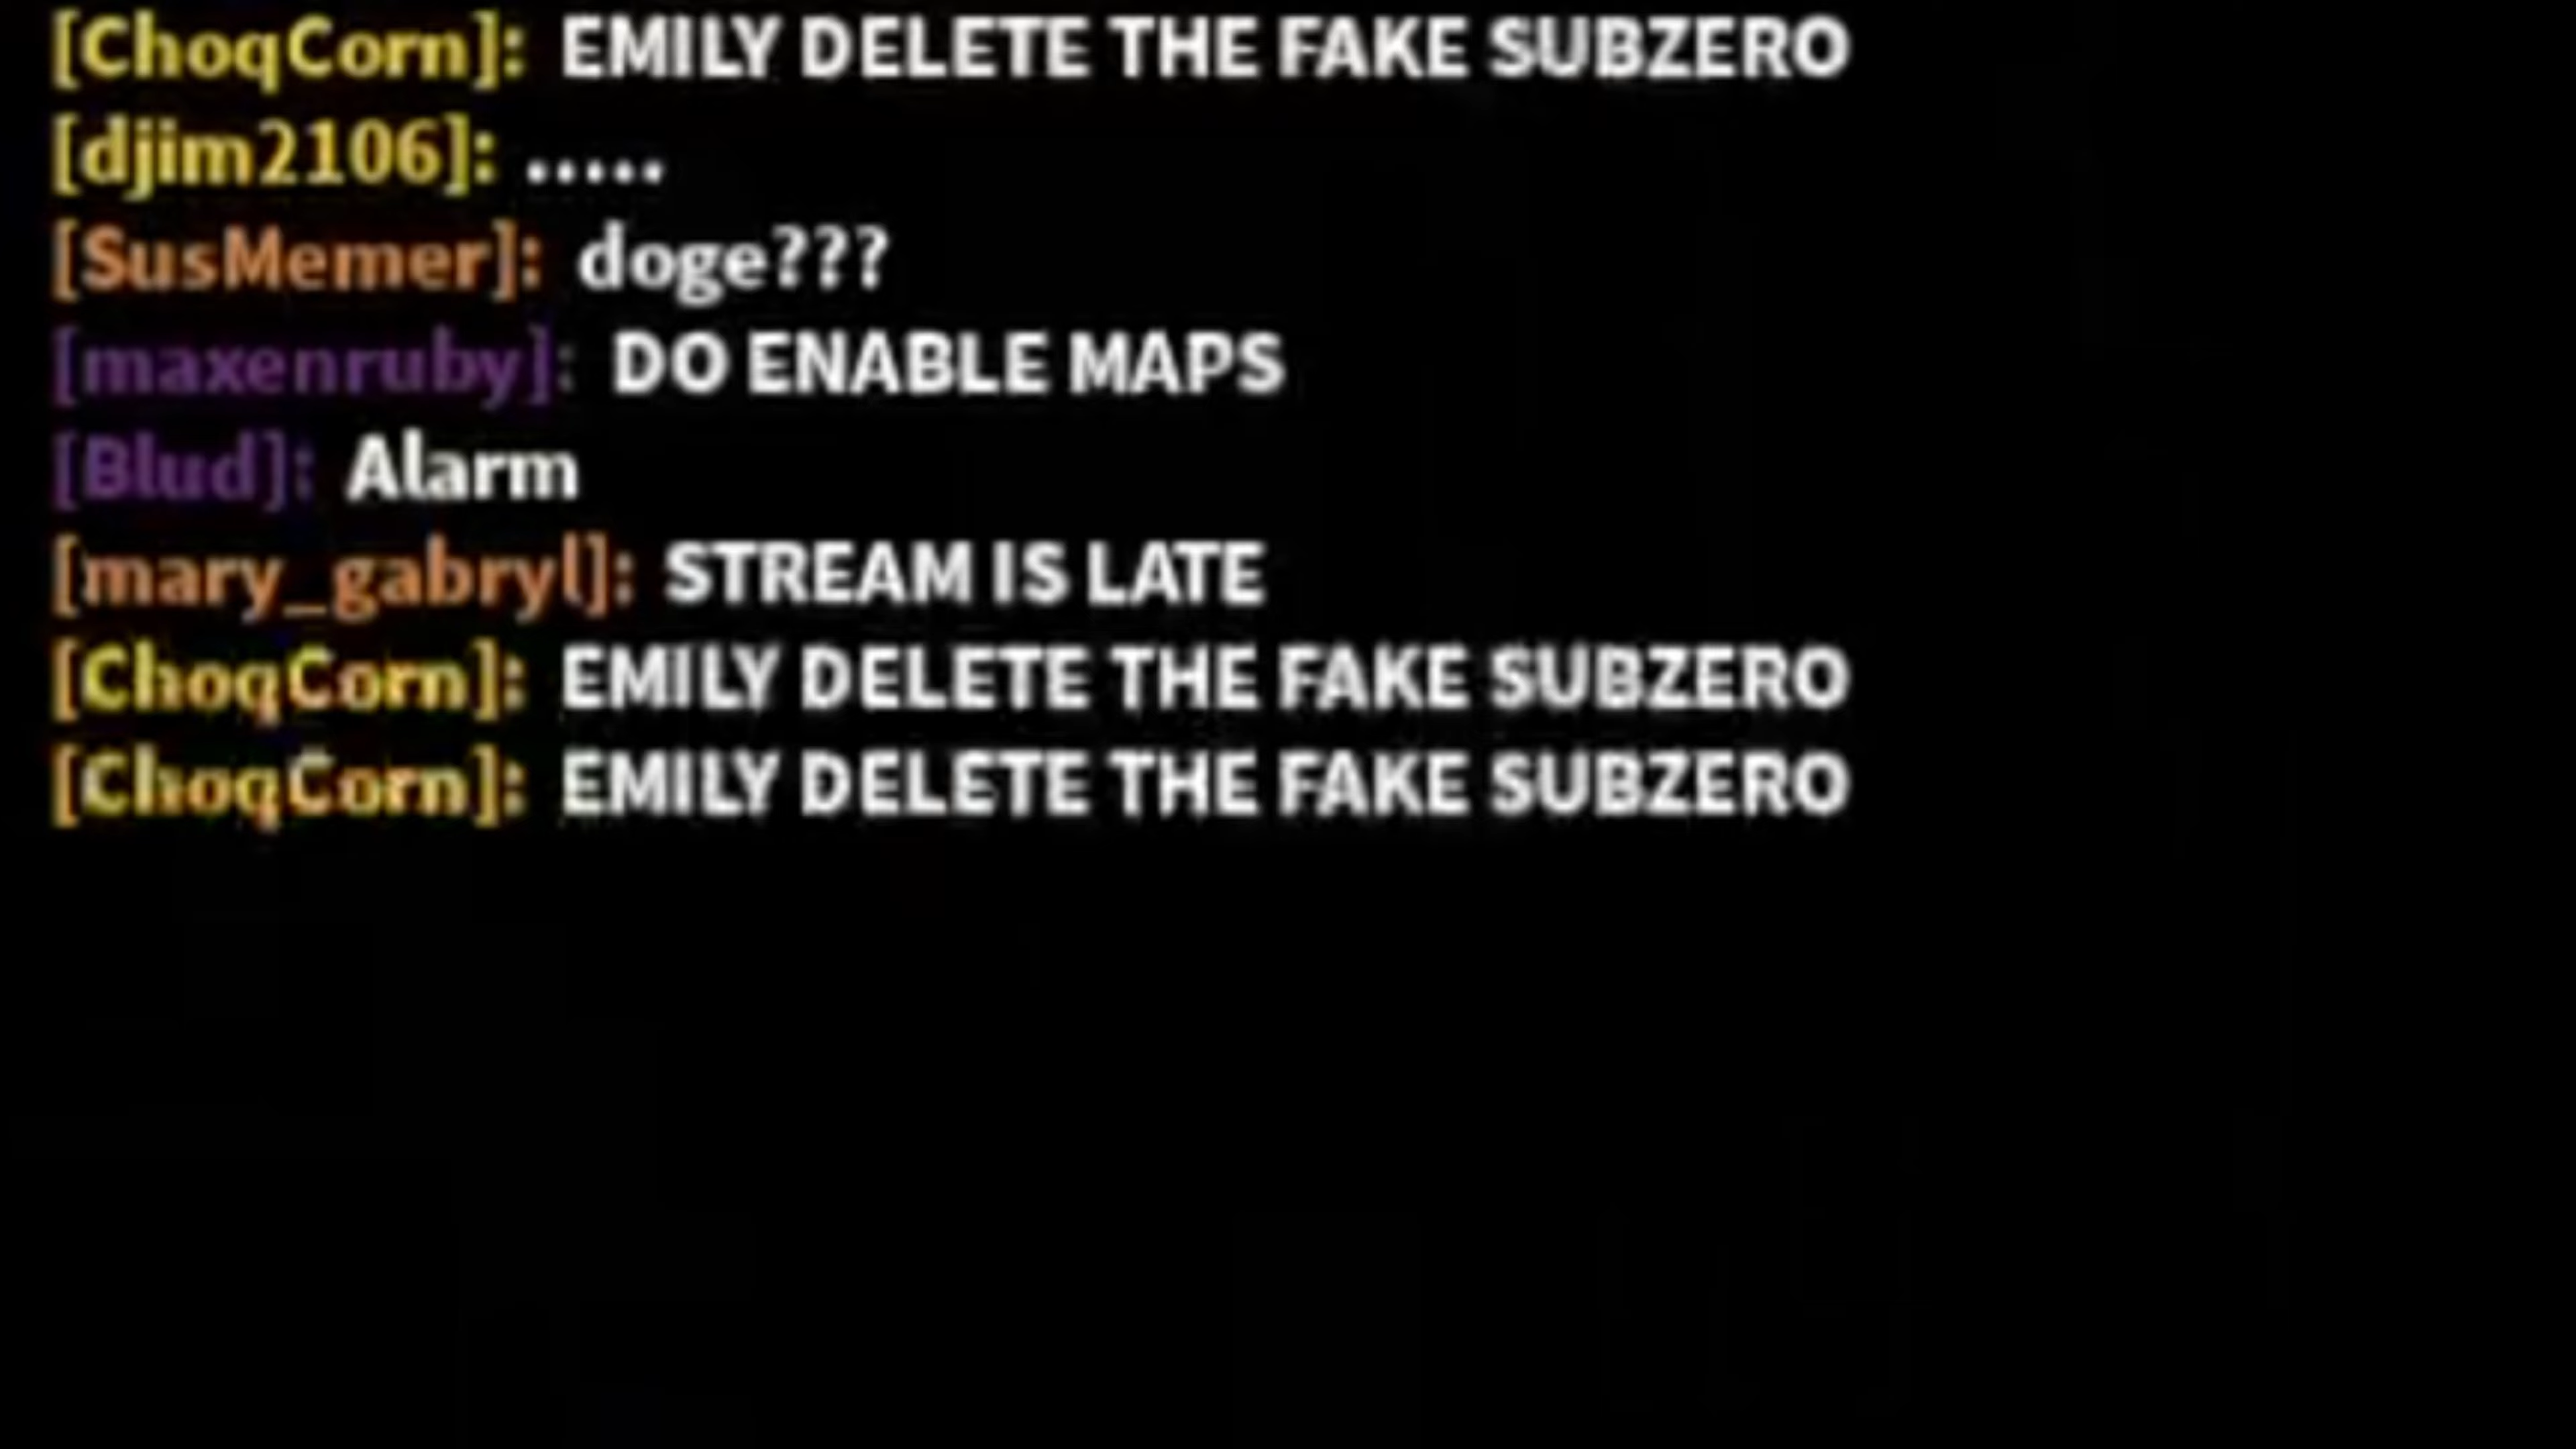 [ChoqCorn]: EMILY DELETE THE FAKE SUBZERO
[djim2106]: .....
[SusMemer]: doge???
[maxenruby]: DO ENABLE MAPS
[Blud]: Alarm
[mary_gabryl]: STREAM IS LATE
[ChoqCorn]: EMILY DELETE THE FAKE SUBZERO
[ChoqCorn]: EMILY DELETE THE FAKE SUBZERO